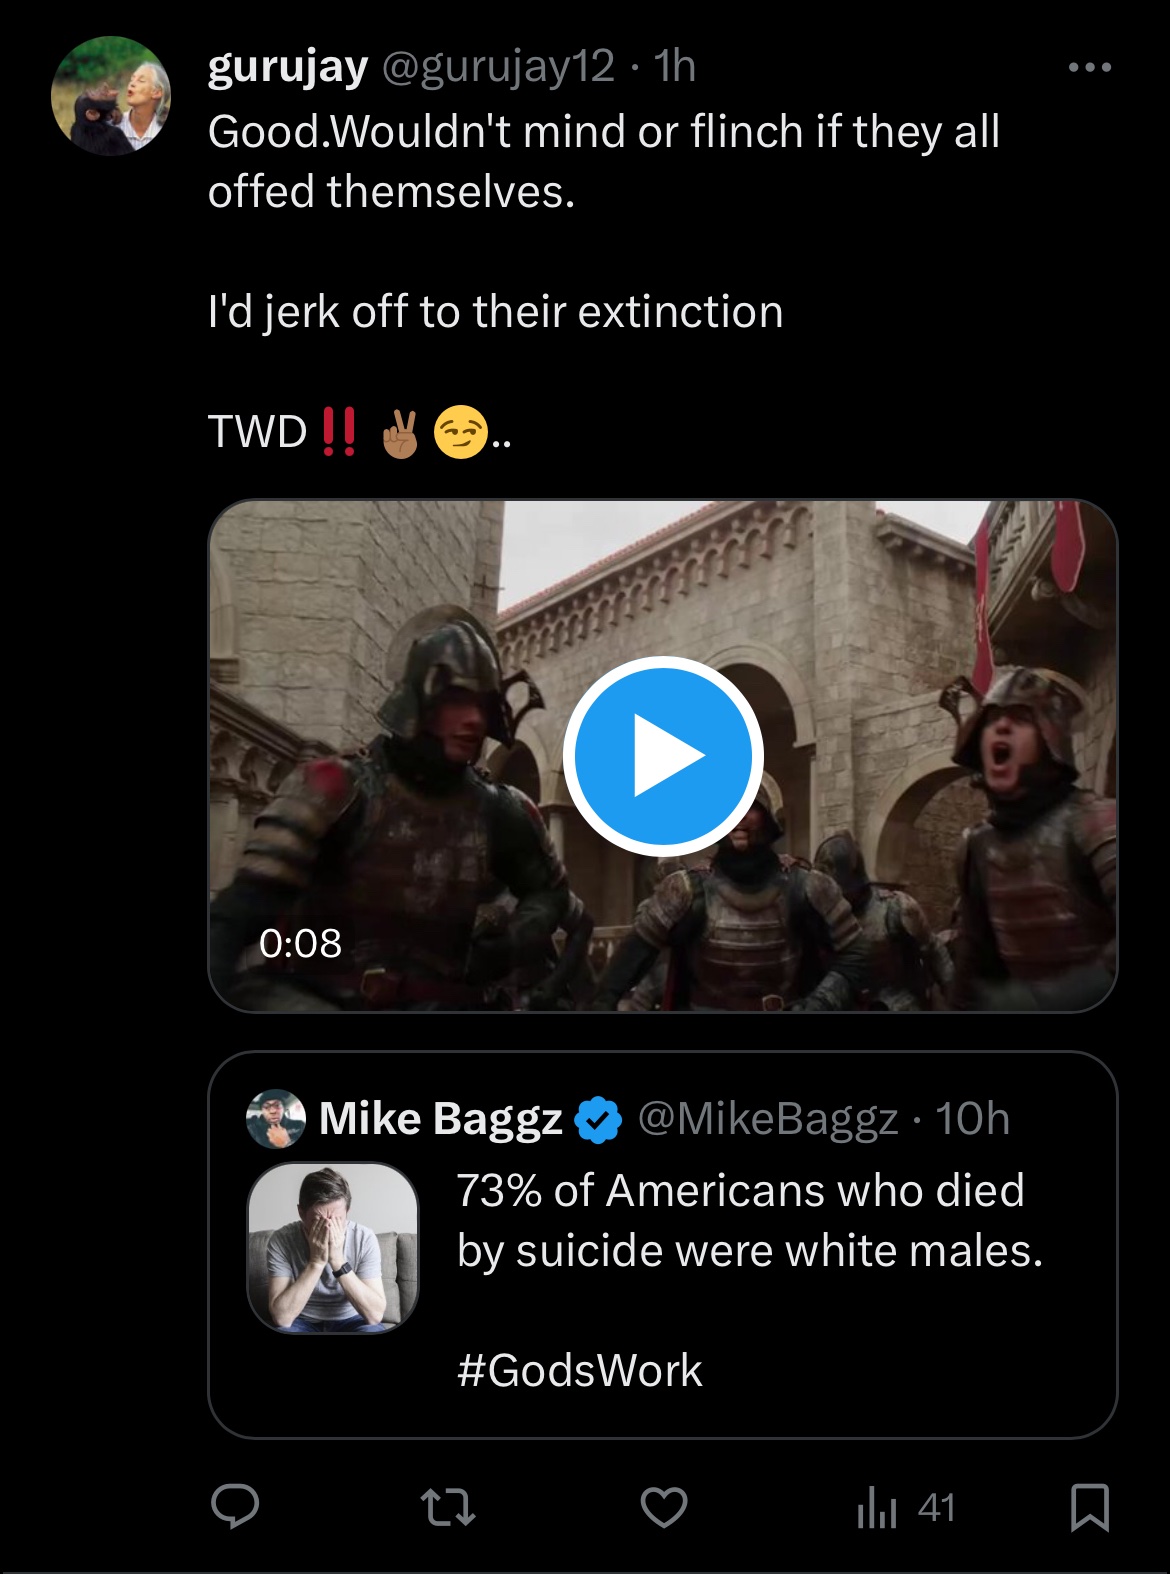 gurujay @gurujay12 · 1h
Good.Wouldn't mind or flinch if they all
offed themselves.
I'd jerk off to their extinction
TWD‼️ ✌🏽😏..
0:08
Mike Baggz @MikeBaggz · 10h
73% of Americans who died
by suicide were white males.
#GodsWork
41